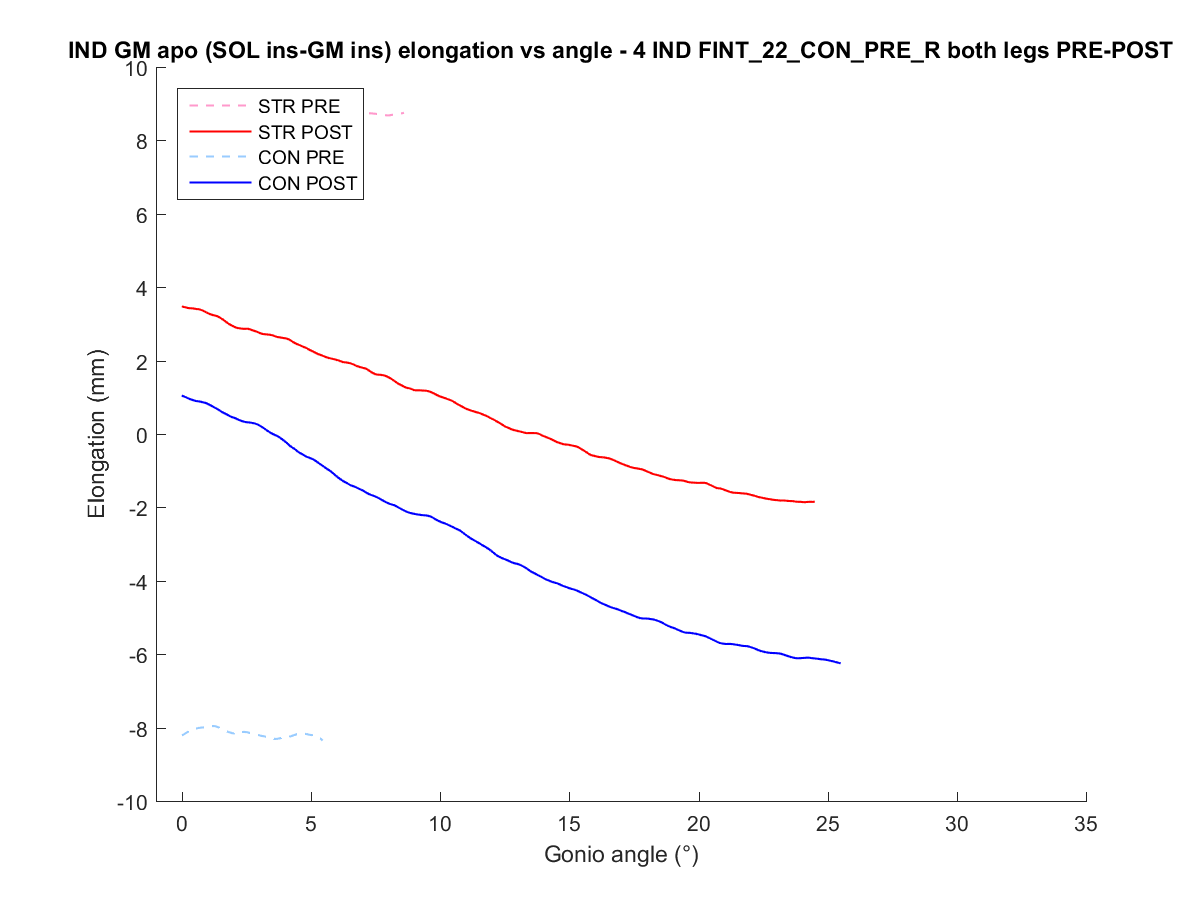 IND GM apo (SOL ins-GM ins) elongation vs angle - 4 IND FINT_22_CON_PRE_R both legs PRE-POST
10
8
6
4
2
0
-2
-4
-6
-8
-10
STR PRE
STR POST
CON PRE
CON POST
Elongation (mm)
0 5 10 15 20 25 30 35
Gonio angle (°)